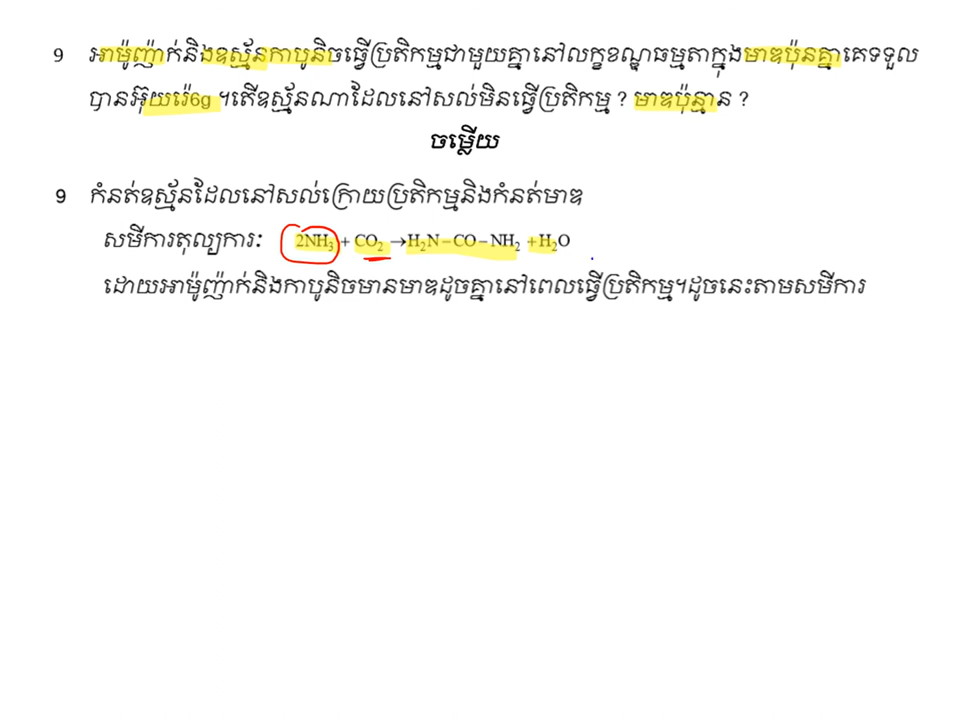 9 អាម៉ូញ៉ាក់និងឧស្ម័នកាបូនិចធ្វើប្រតិកម្មជាមួយគ្នានៅលក្ខខណ្ឌធម្មតាក្នុងមាឌប៉ុនគ្នាគេទទួល
បានអ៊ុយរ៉េ6g ។តើឧស្ម័នណាដែលនៅសល់មិនធ្វើប្រតិកម្ម ? មាឌប៉ុន្មាន ?
ចម្លើយ
9 កំនត់ឧស្ម័នដែលនៅសល់ក្រោយប្រតិកម្មនិងកំនត់មាឌ
សមីការតុល្យការ: 2NH₃ + CO₂ →H₂N−CO−NH₂ +H₂O
ដោយអាម៉ូញ៉ាក់និងកាបូនិចមានមាឌដូចគ្នានៅពេលធ្វើប្រតិកម្ម។ដូចនេះតាមសមីការ